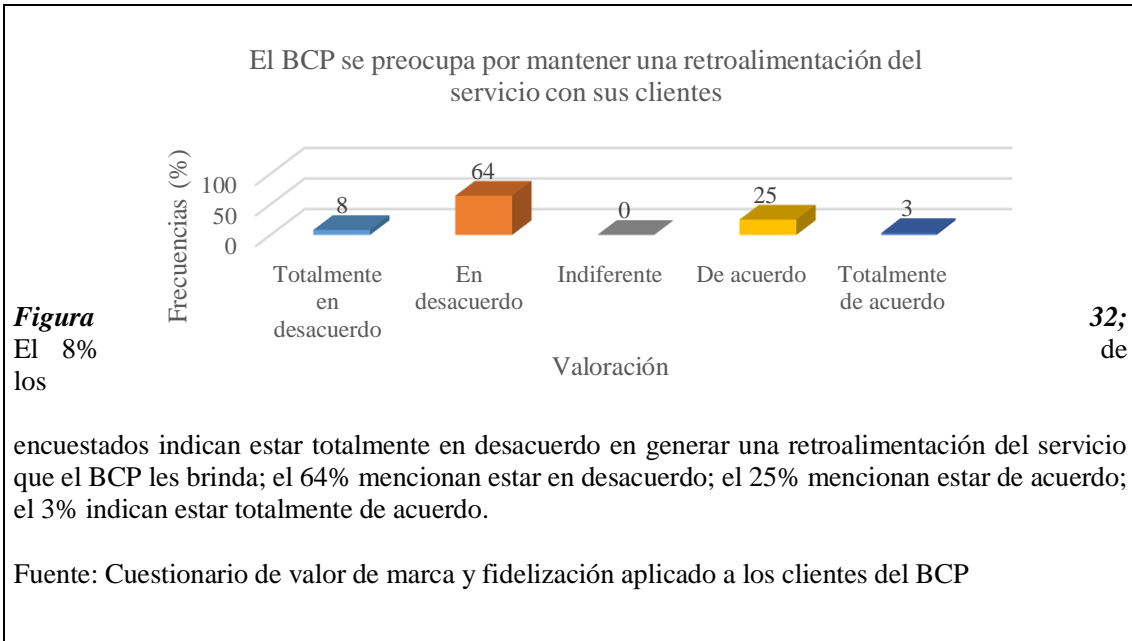 El BCP se preocupa por mantener una retroalimentación del
servicio con sus clientes
Frecuencias (%)
100
50
0
8
64
0
25
3
Totalmente
en
desacuerdo
En
desacuerdo
Indiferente
De acuerdo
Totalmente
de acuerdo
Valoración
Figura 32;
El 8% de
los
encuestados indican estar totalmente en desacuerdo en generar una retroalimentación del servicio
que el BCP les brinda; el 64% mencionan estar en desacuerdo; el 25% mencionan estar de acuerdo;
el 3% indican estar totalmente de acuerdo.
Fuente: Cuestionario de valor de marca y fidelización aplicado a los clientes del BCP